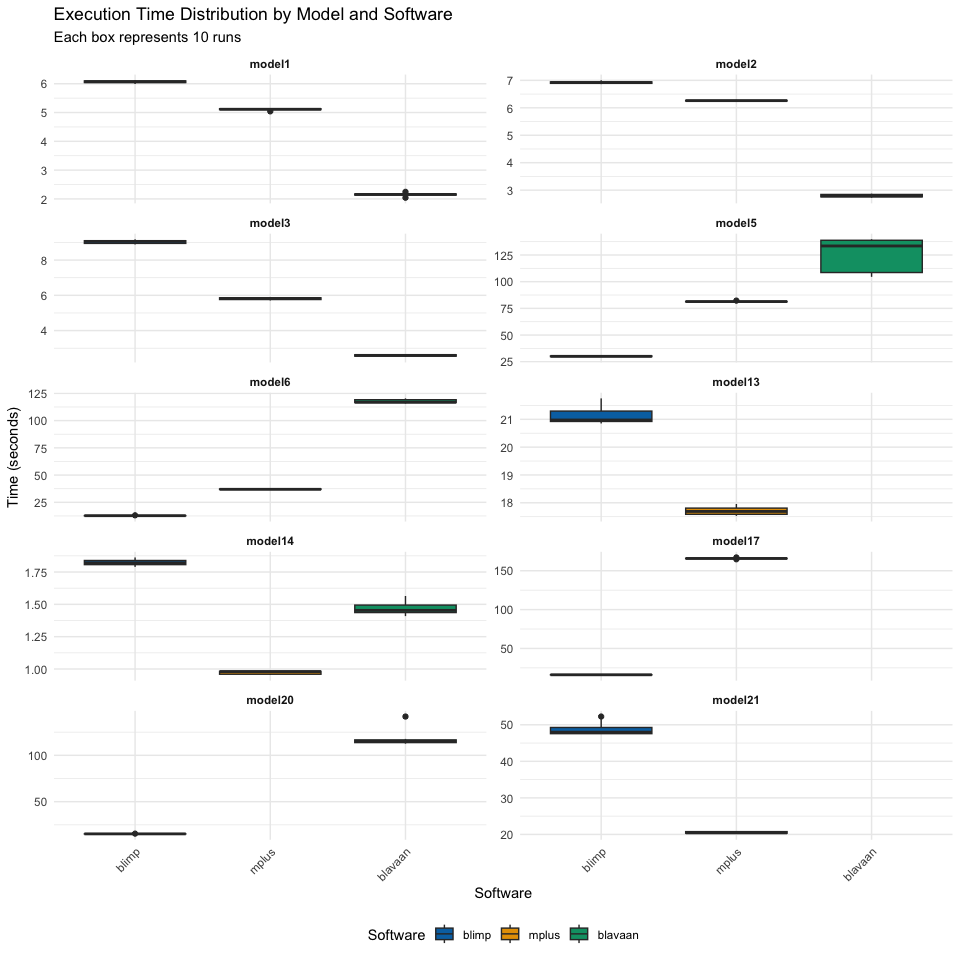 Execution Time Distribution by Model and Software
Each box represents 10 runs
model1
model2
6
5
4
3
2
7
6
5
4
3
model3
model5
8
6
4
125
100
75
50
25
model6
model13
125
100
75
50
25
21
20
19
18
model14
model17
1.75
1.50
1.25
1.00
150
100
50
model20
model21
100
50
50
40
30
20
Time (seconds)
blimp
mplus
blavaan
blimp
mplus
blavaan
Software
Software
blimp
mplus
blavaan